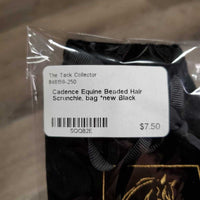 The Tack Collector
Cadence Equine Beaded Hair
Scrunchie, bag *new Black
$7.50